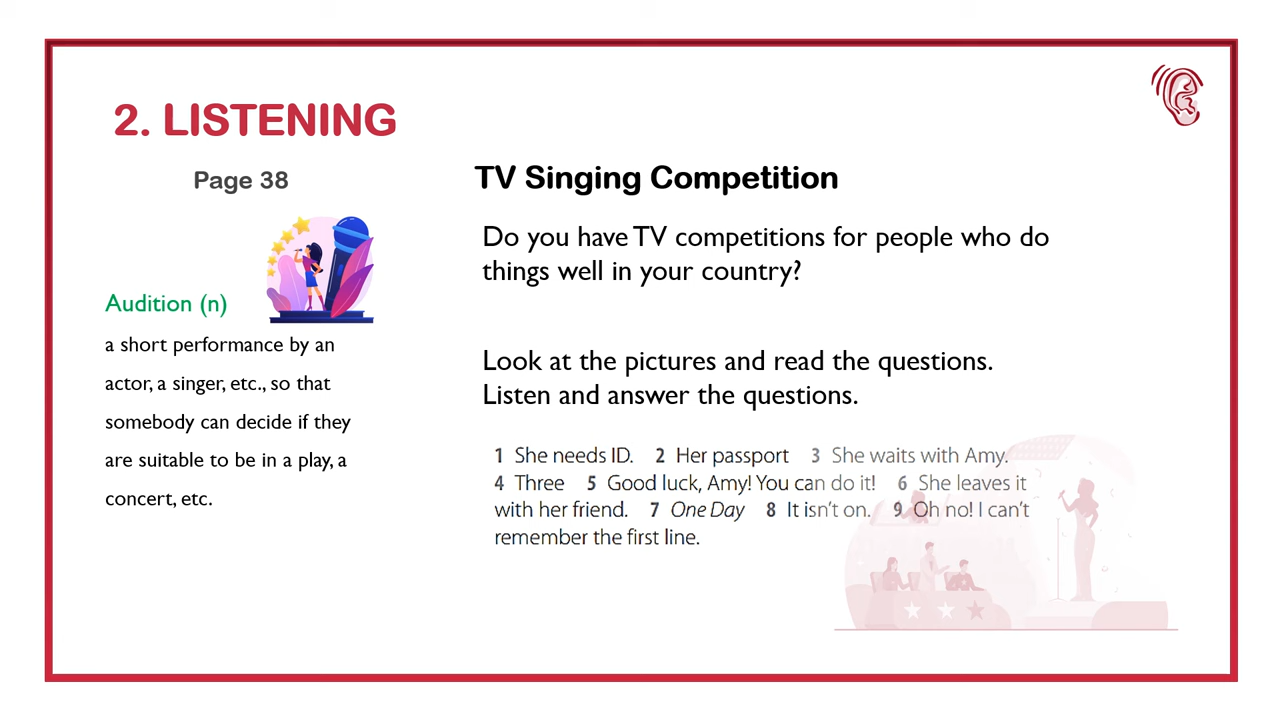 2. LISTENING
Page 38
Audition (n)
a short performance by an
actor, a singer, etc., so that
somebody can decide if they
are suitable to be in a play, a
concert, etc.
TV Singing Competition
Do you have TV competitions for people who do
things well in your country?
Look at the pictures and read the questions.
Listen and answer the questions.
1 She needs ID. 2 Her passport 3 She waits with Amy.
4 Three 5 Good luck, Amy! You can do it! 6 She leaves it
with her friend. 7 One Day 8 It isn't on. 9 Oh no! I can't
remember the first line.